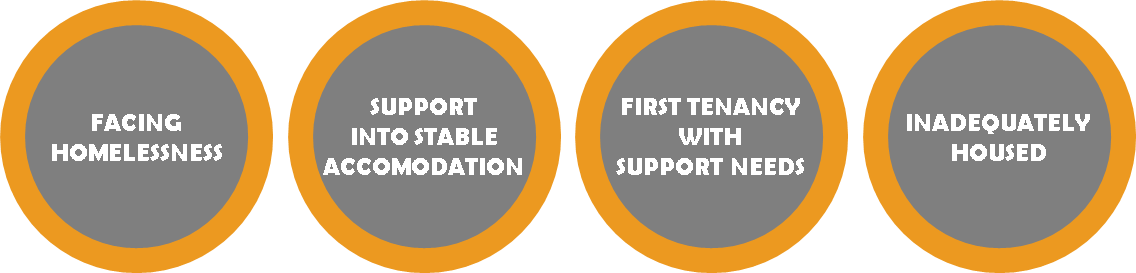 FACING
HOMELESSNESS
SUPPORT
INTO STABLE
ACCOMODATION
FIRST TENANCY
WITH
SUPPORT NEEDS
INADEQUATELY
HOUSED